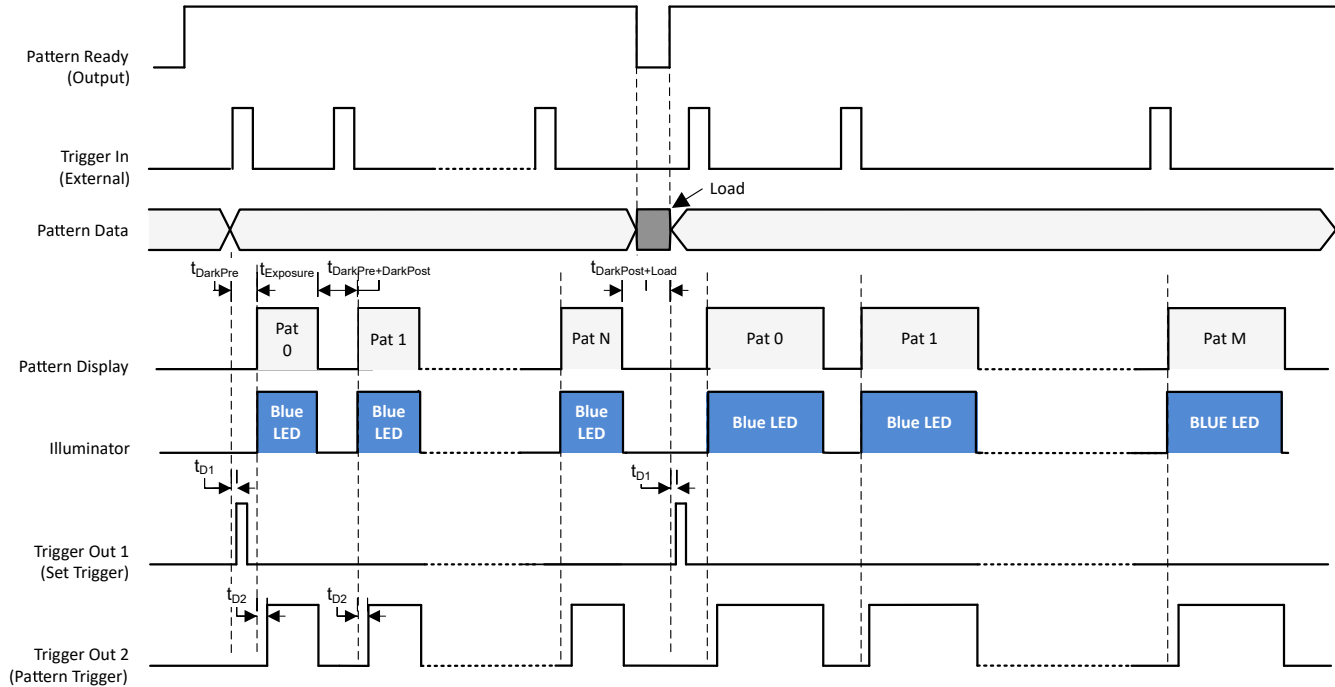 Pattern Ready
(Output)
Trigger In
(External)
Load
Pattern Data
tDarkPre
tExposure
tDarkPre+DarkPost
tDarkPost+Load
Pat
0
Pat 1
Pat N
Pat 0
Pat 1
Pat M
Pattern Display
Blue
LED
Blue
LED
Blue
LED
Blue LED
Blue LED
BLUE LED
Illuminator
tD1
tD1
Trigger Out 1
(Set Trigger)
tD2
tD2
Trigger Out 2
(Pattern Trigger)